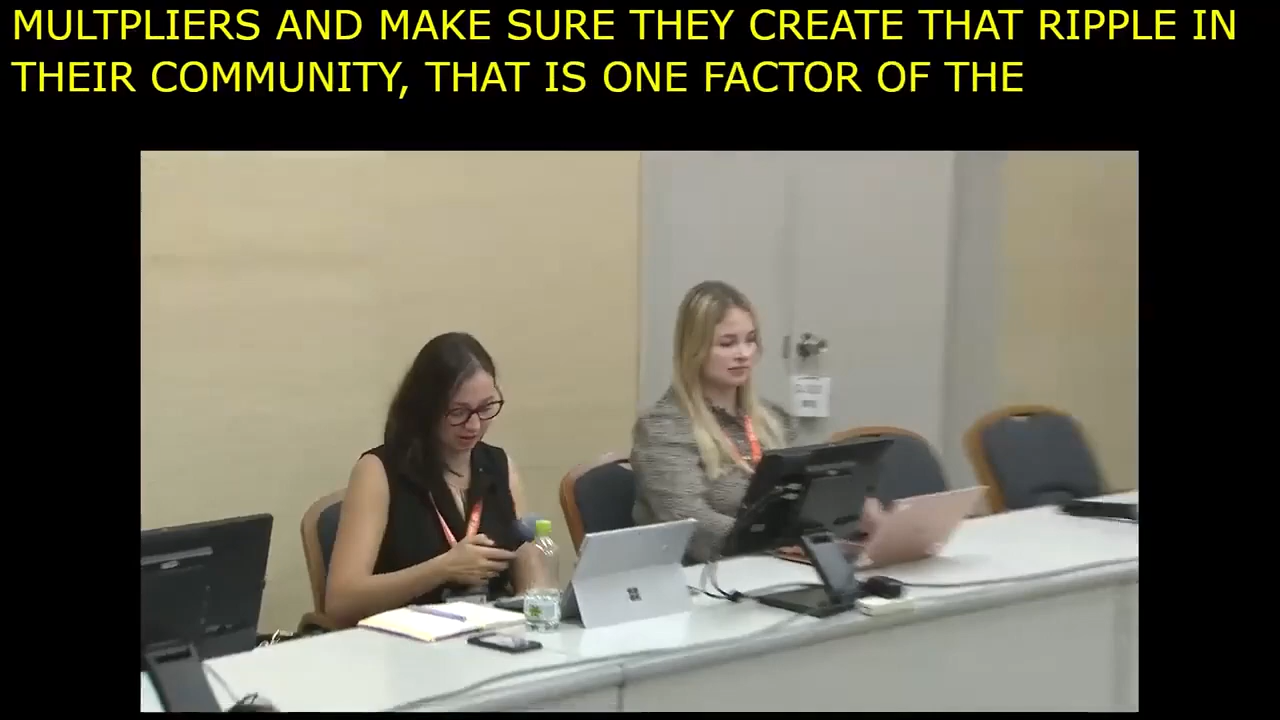 MULTPLIERS AND MAKE SURE THEY CREATE THAT RIPPLE IN
THEIR COMMUNITY, THAT IS ONE FACTOR OF THE